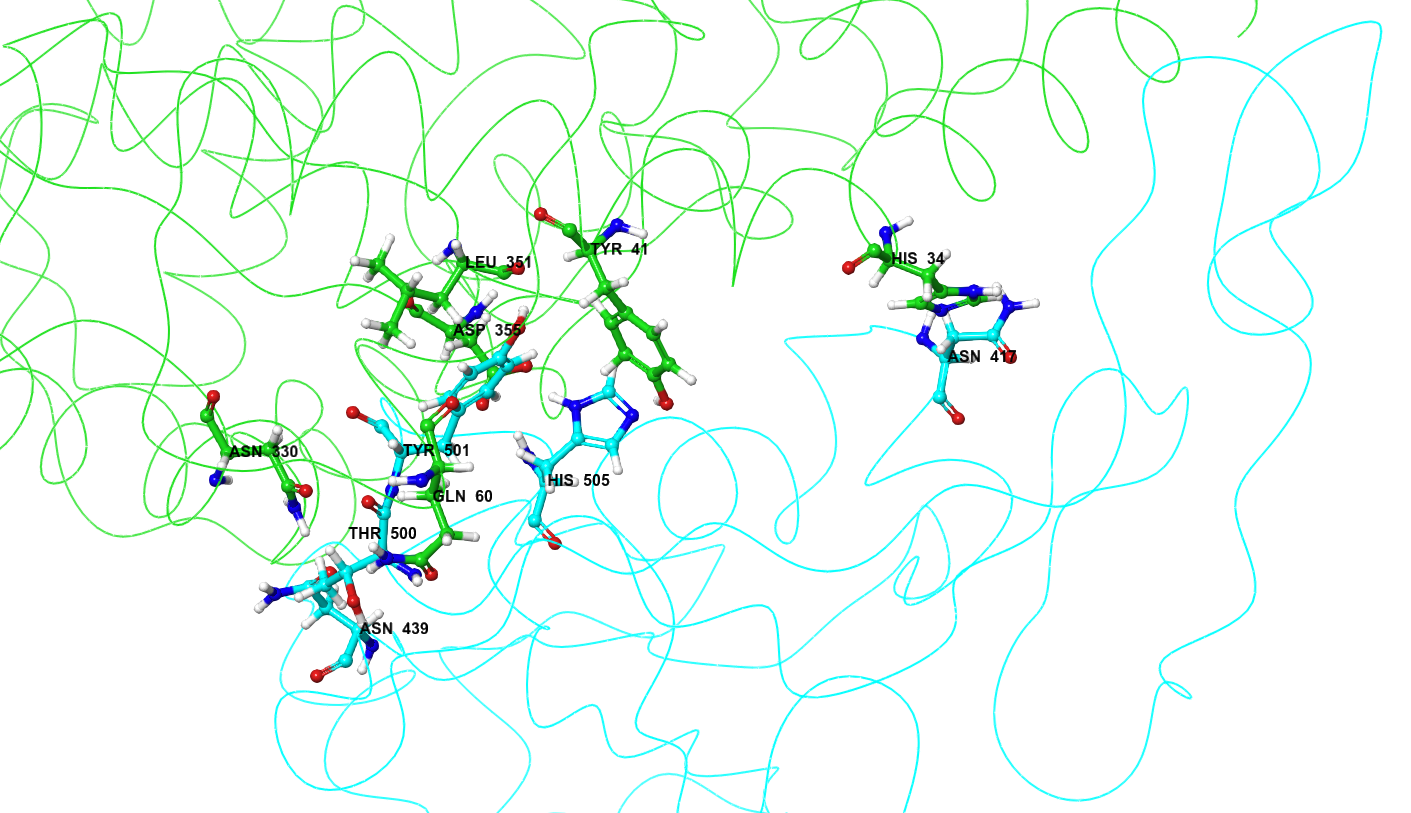 TYR 41
HIS 34
LEU 351
ASP 355
ASN 417
TYR 501
ASN 330
HIS 505
GLN 60
THR 500
ASN 439